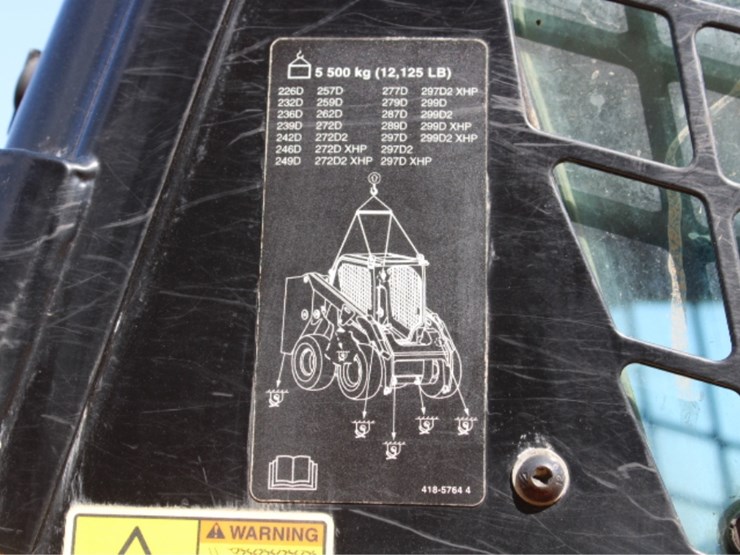 5 500 kg (12,125 LB)
226D 257D 277D 297D2 XHP
232D 259D 279D 299D
236D 262D 287D 299D2
239D 272D 289D 299D XHP
242D 272D2 297D 299D2 XHP
246D 272D XHP 297D2
249D 272D2 XHP 297D XHP
418-5764 4
WARNING